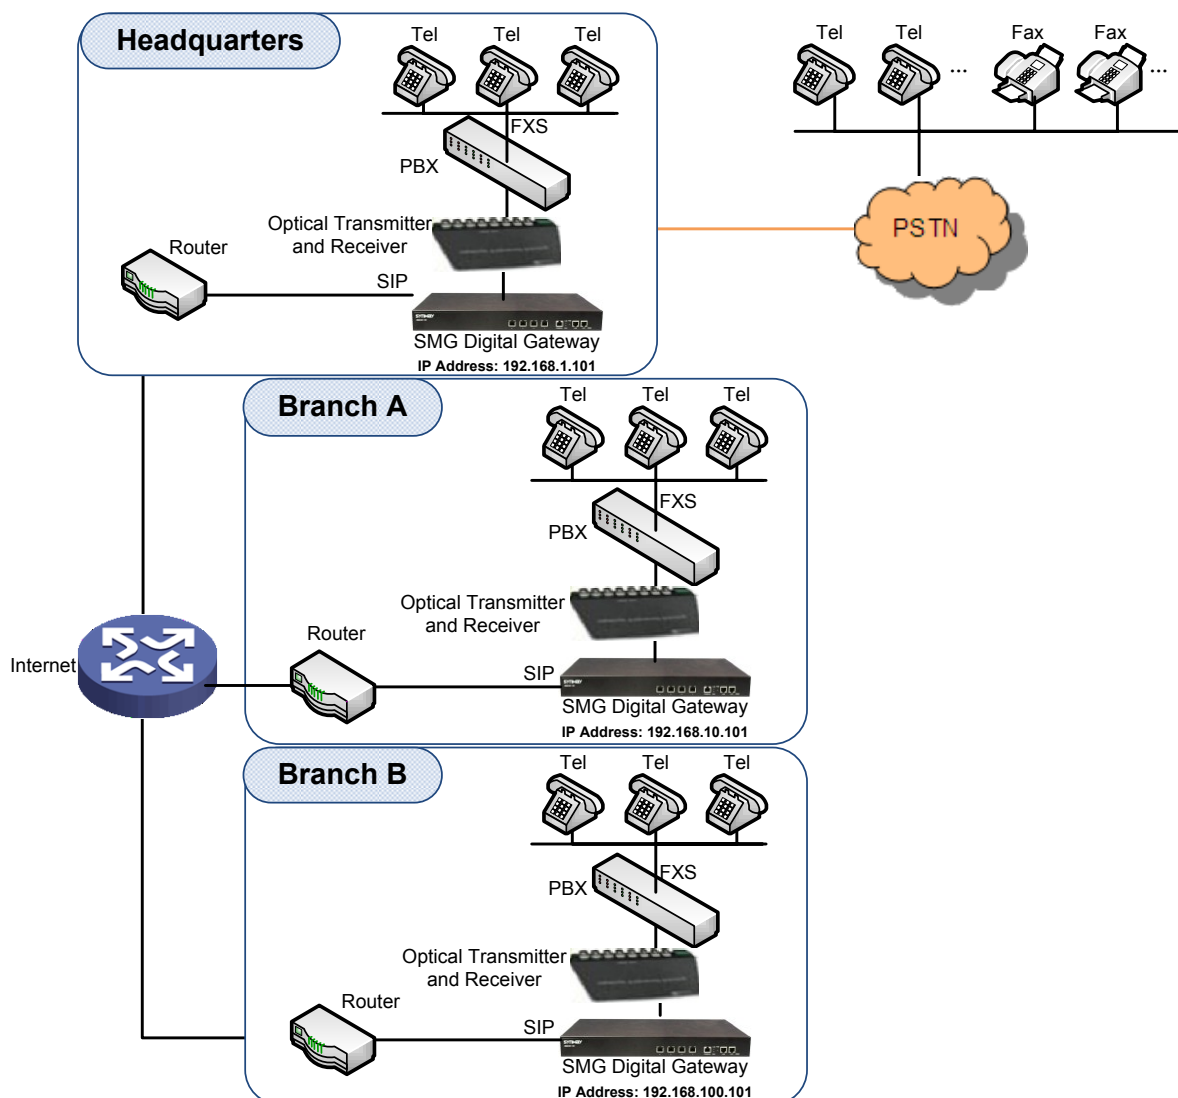 Headquarters
Tel Tel Tel
FXS
PBX
Optical Transmitter
and Receiver
Router
SIP
SMG Digital Gateway
IP Address: 192.168.1.101
Tel Tel ... Fax Fax ...
PSTN
Branch A
Tel Tel Tel
FXS
PBX
Optical Transmitter
and Receiver
Router
Internet
SIP
SMG Digital Gateway
IP Address: 192.168.10.101
Branch B
Tel Tel Tel
FXS
PBX
Optical Transmitter
and Receiver
Router
SIP
SMG Digital Gateway
IP Address: 192.168.100.101